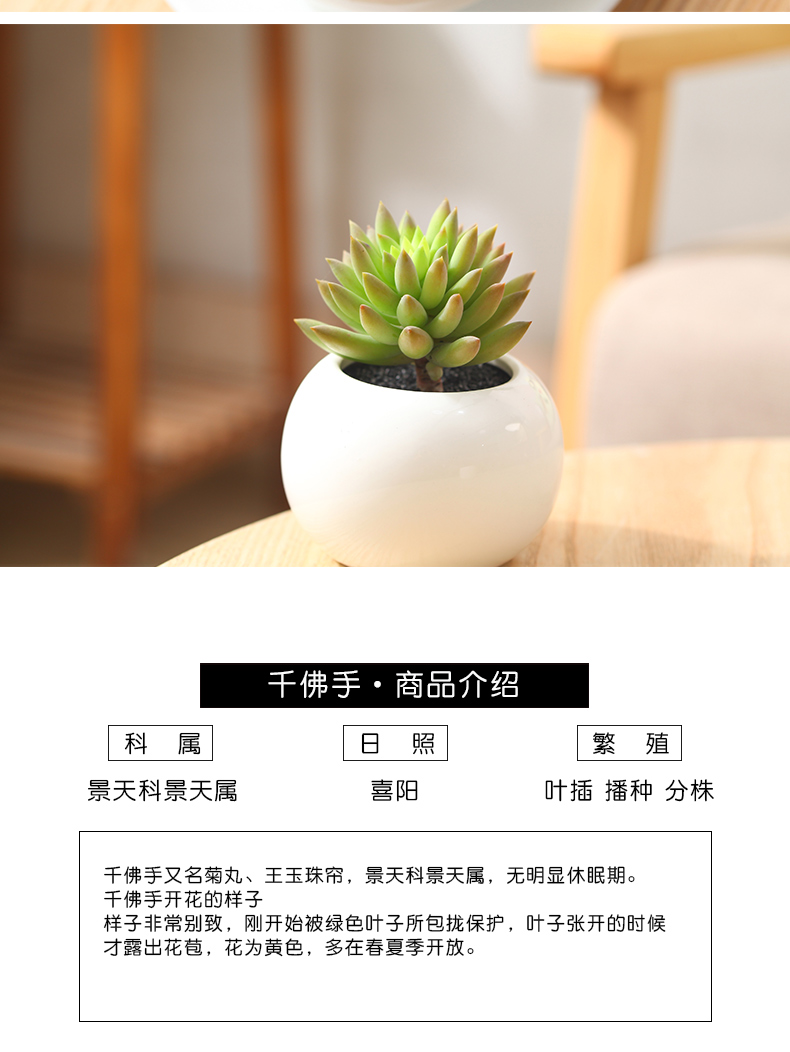 千佛手·商品介绍
科 属 日 照 繁 殖
景天科景天属 喜阳 叶插 播种 分株
千佛手又名菊丸、王玉珠帘，景天科景天属，无明显休眠期。
千佛手开花的样子
样子非常别致，刚开始被绿色叶子所包拢保护，叶子张开的时候
才露出花苞，花为黄色，多在春夏季开放。